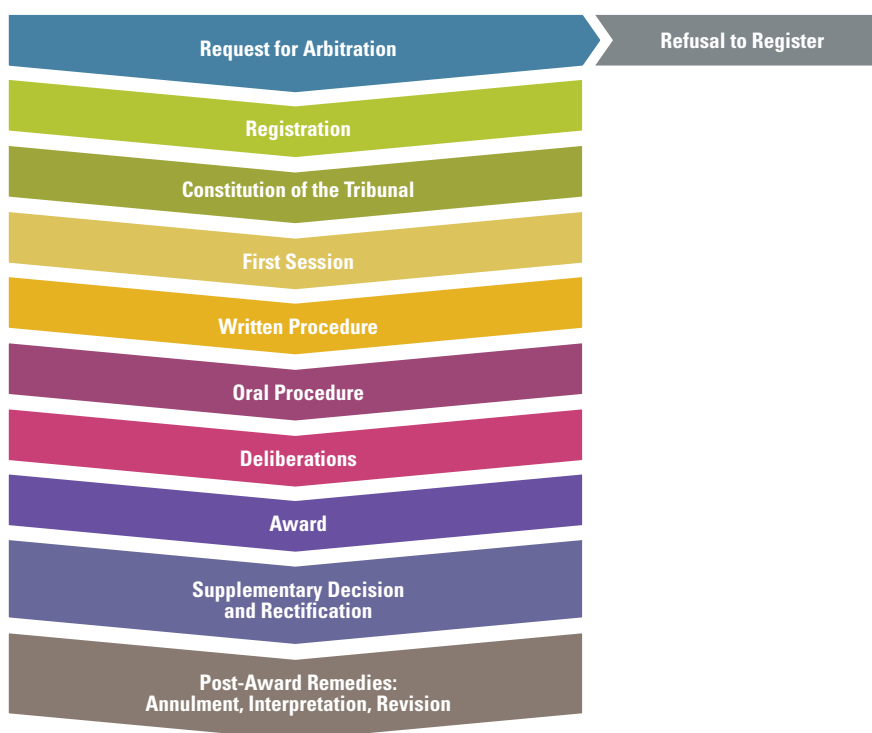 Request for Arbitration
Refusal to Register
Registration
Constitution of the Tribunal
First Session
Written Procedure
Oral Procedure
Deliberations
Award
Supplementary Decision
and Rectification
Post-Award Remedies:
Annulment, Interpretation, Revision